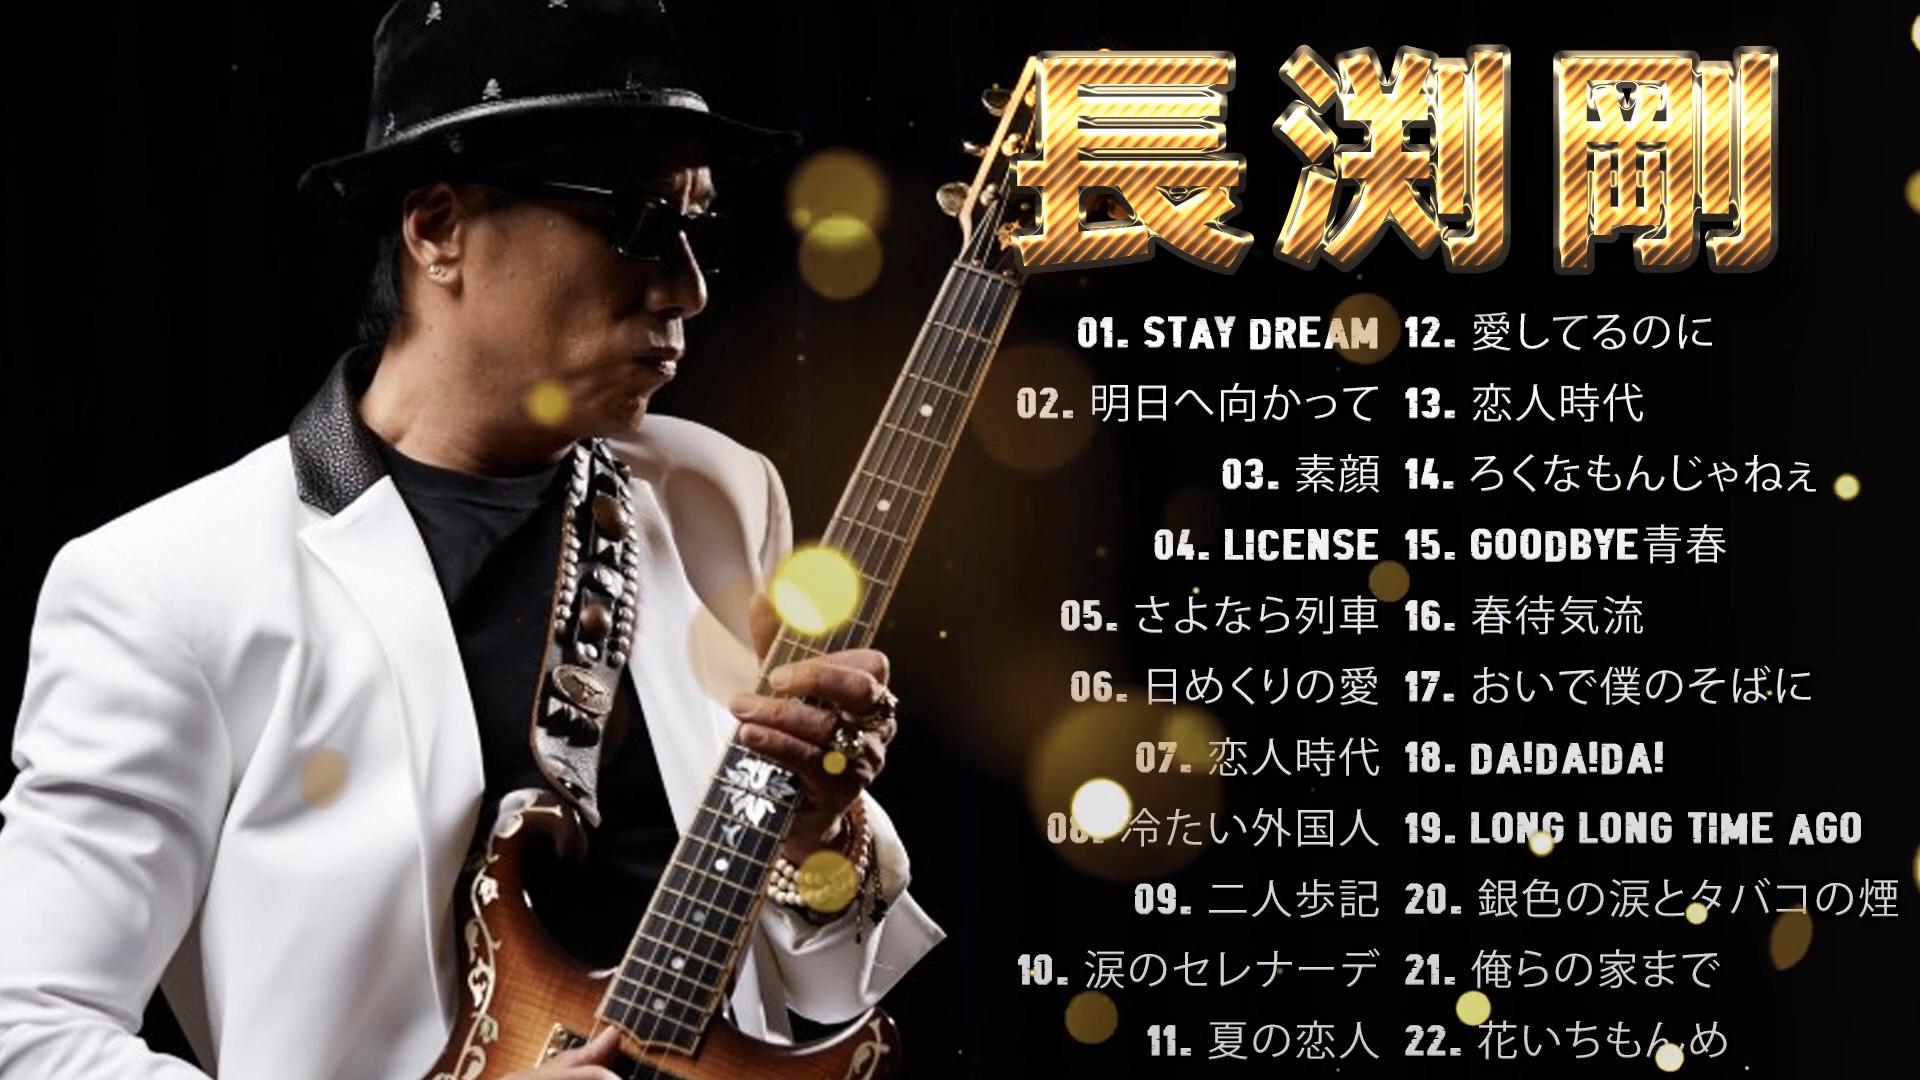 長渕剛
01. STAY DREAM
02. 明日へ向かって
03. 素顔
04. LICENSE
05. さよなら列車
06. 日めくりの愛
07. 恋人時代
08. 冷たい外国人
09. 二人歩記
10. 涙のセレナーデ
11. 夏の恋人
12. 愛してるのに
13. 恋人時代
14. ろくなもんじゃねぇ
15. GOODBYE青春
16. 春待気流
17. おいで僕のそばに
18. DA!DA!DA!
19. LONG LONG TIME AGO
20. 銀色の涙とタバコの煙
21. 俺らの家まで
22. 花いちもんめ